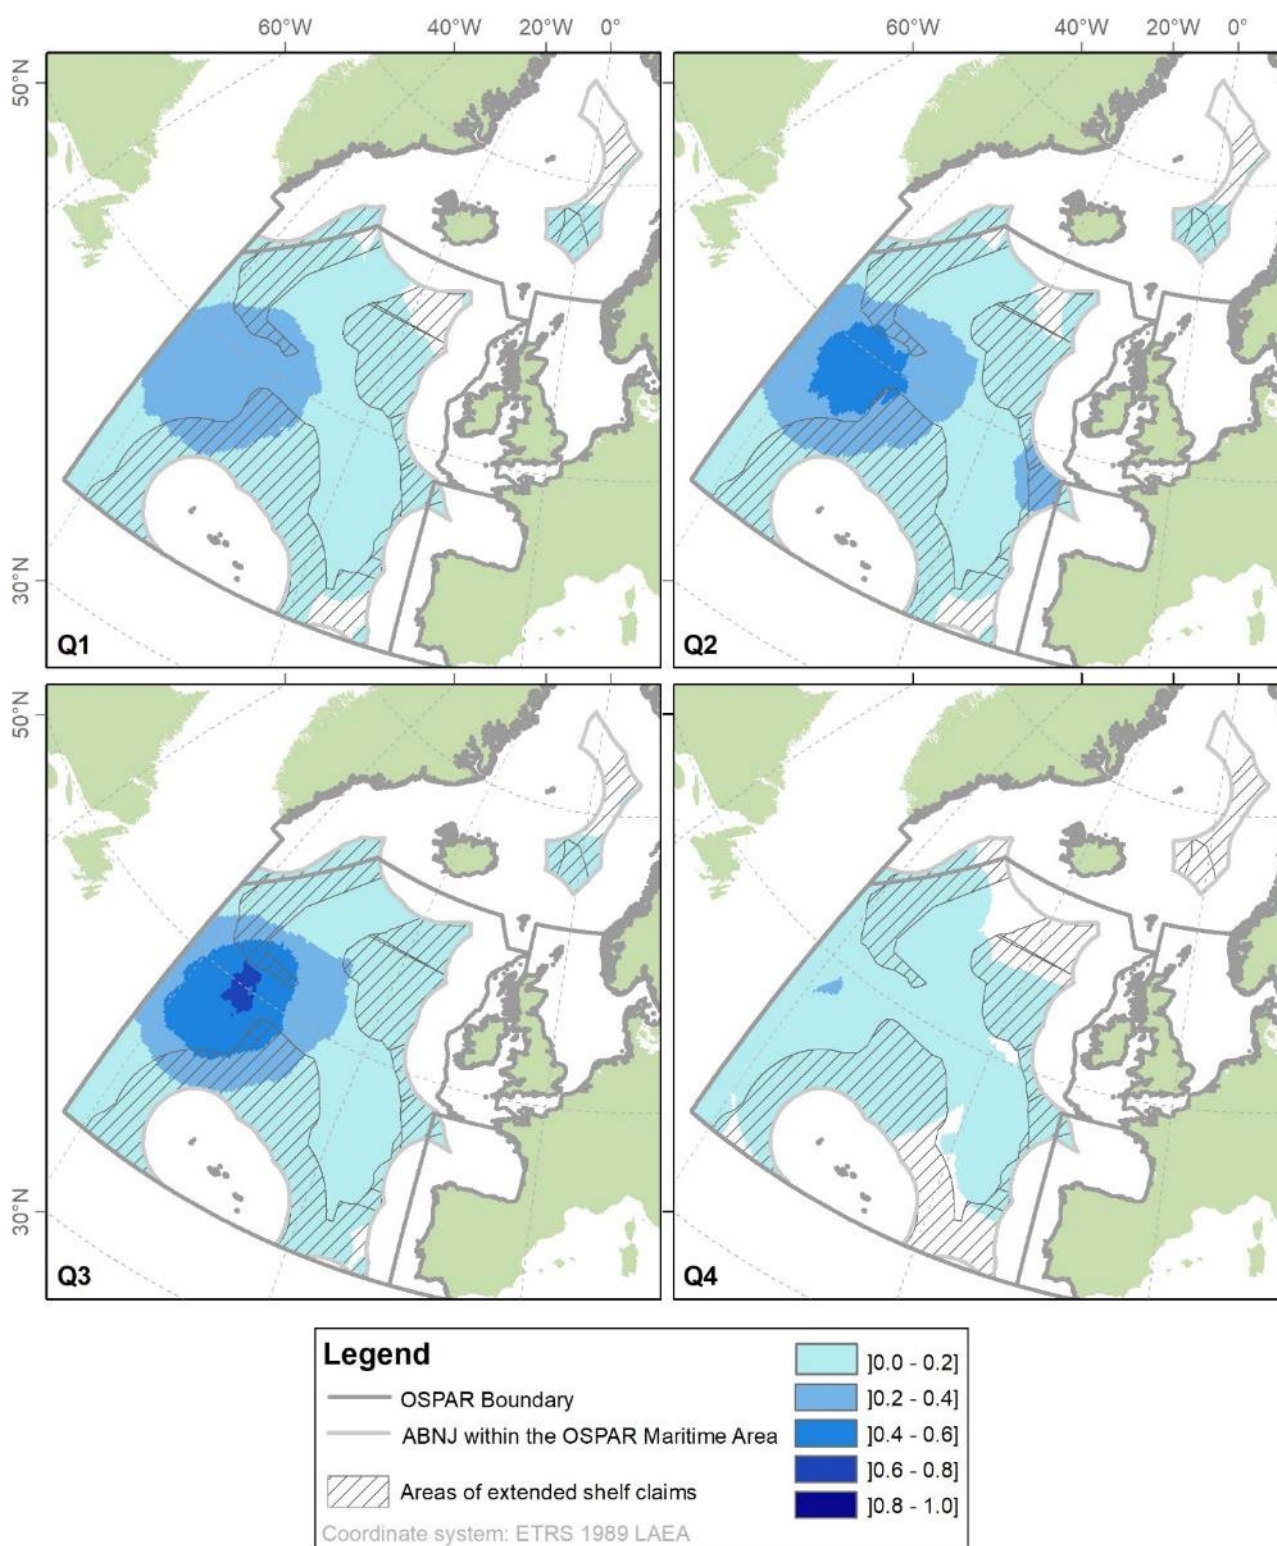 60°W 40°W 20°W 0° 60°W 40°W 20°W 0°
50°N
30°N
Q1 Q2
50°N
30°N
Q3 Q4
Legend
OSPAR Boundary
ABNJ within the OSPAR Maritime Area
Areas of extended shelf claims
Coordinate system: ETRS 1989 LAEA
]0.0 - 0.2]
]0.2 - 0.4]
]0.4 - 0.6]
]0.6 - 0.8]
]0.8 - 1.0]